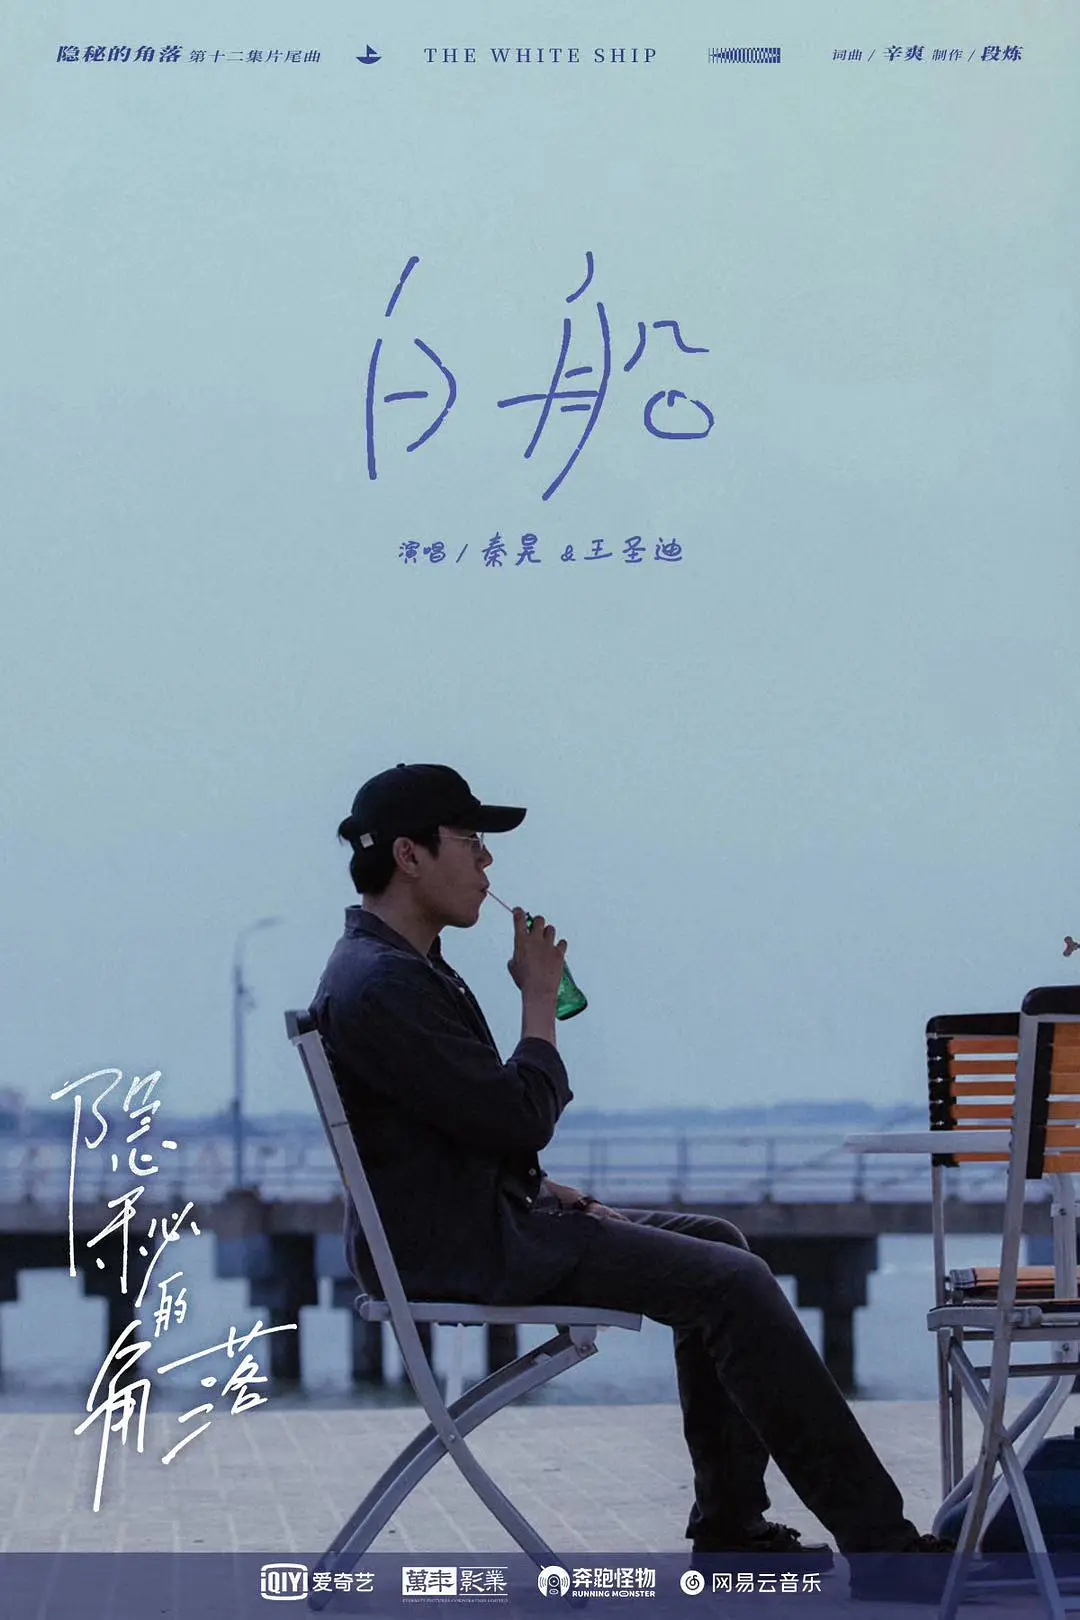 隐秘的角落 第十二集片尾曲 THE WHITE SHIP 词曲 / 辛爽 制作 / 段炼
白船
演唱 / 秦昊 & 王圣迪
隐秘的角落
iQIYI 爱奇艺 萬年影業 奔跑怪物 RUNNING MONSTER 网易云音乐